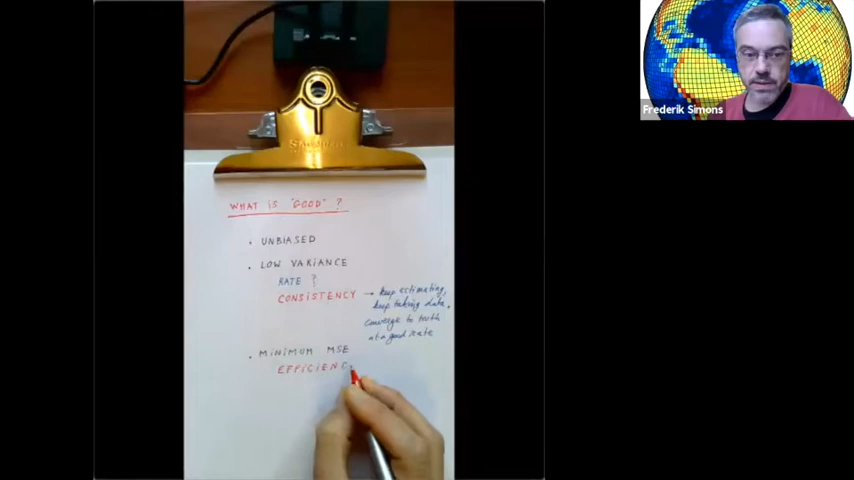 Frederik Simons
WHAT IS "GOOD" ?
• UNBIASED
• LOW VARIANCE
RATE ?
CONSISTENCY → keep estimating,
keep taking data,
converge to truth
at a good rate
• MINIMUM MSE
EFFICIENC